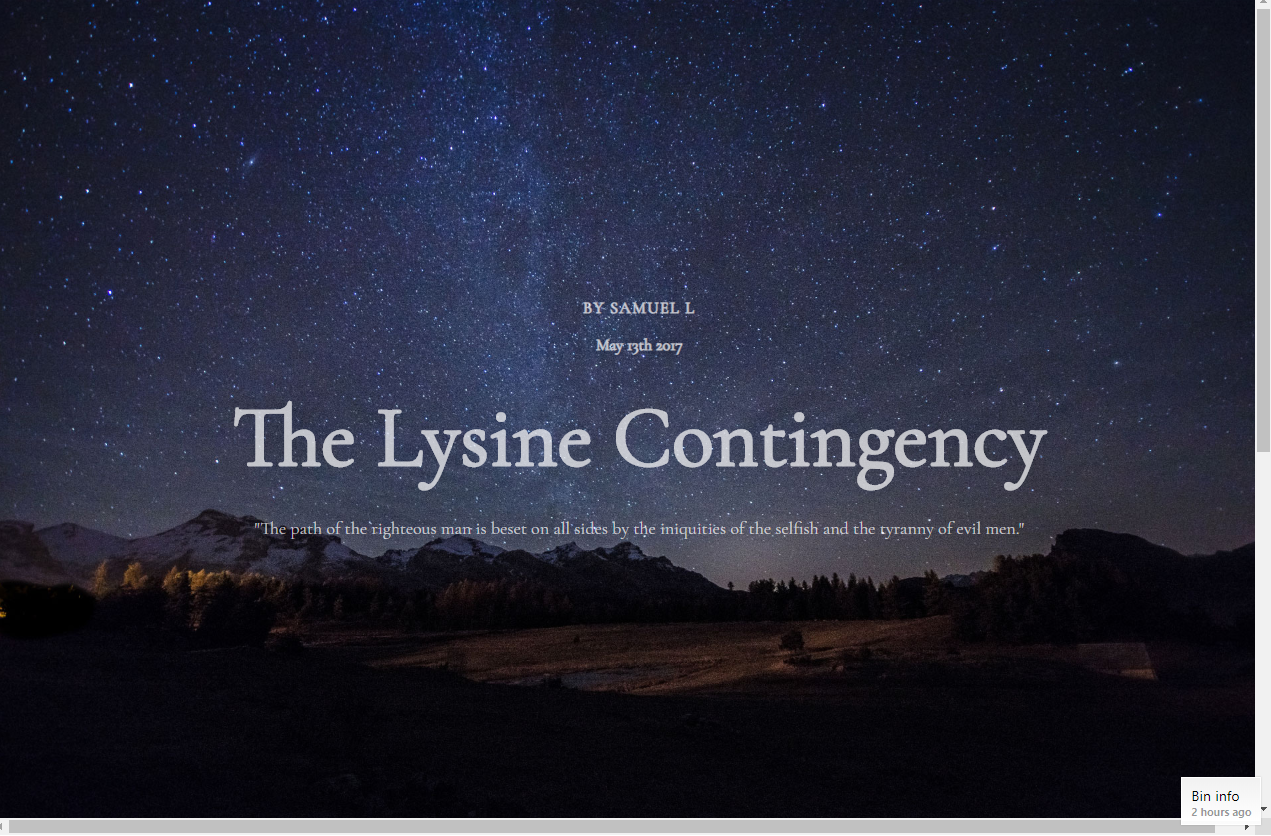 BY SAMUEL L
May 13th 2017
The Lysine Contingency
"The path of the righteous man is beset on all sides by the iniquities of the selfish and the tyranny of evil men."
Bin info
2 hours ago